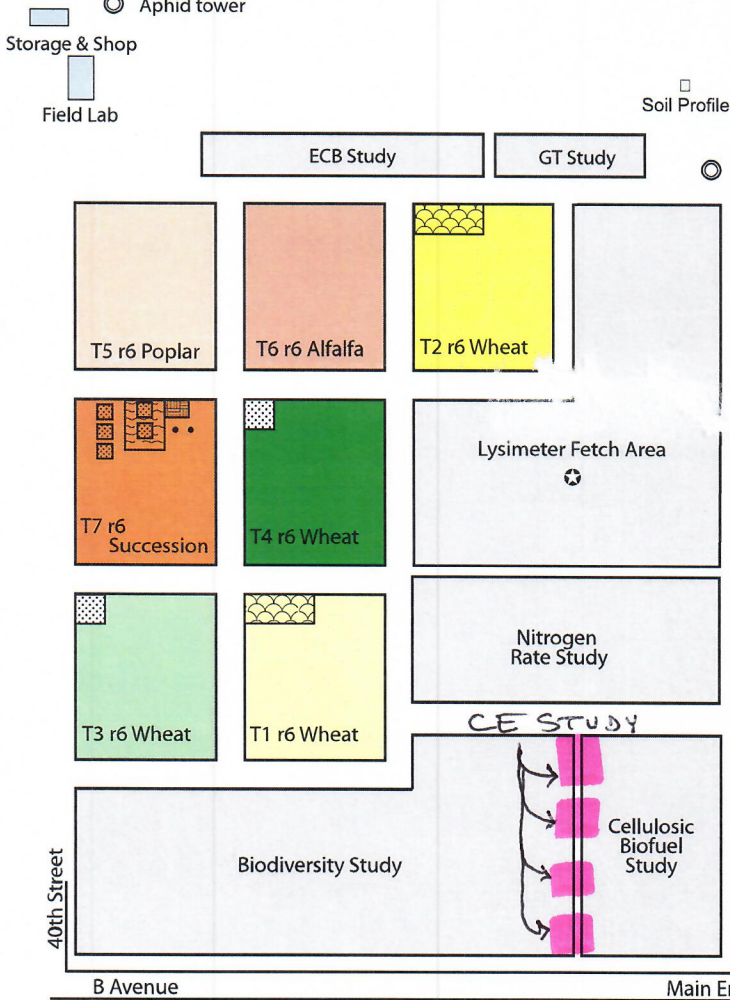 Aphid tower
Storage & Shop
Field Lab
Soil Profile
ECB Study
GT Study
T5 r6 Poplar
T6 r6 Alfalfa
T2 r6 Wheat
T7 r6
Succession
T4 r6 Wheat
Lysimeter Fetch Area
T3 r6 Wheat
T1 r6 Wheat
Nitrogen
Rate Study
CE STUDY
Biodiversity Study
Cellulosic
Biofuel
Study
40th Street
B Avenue
Main